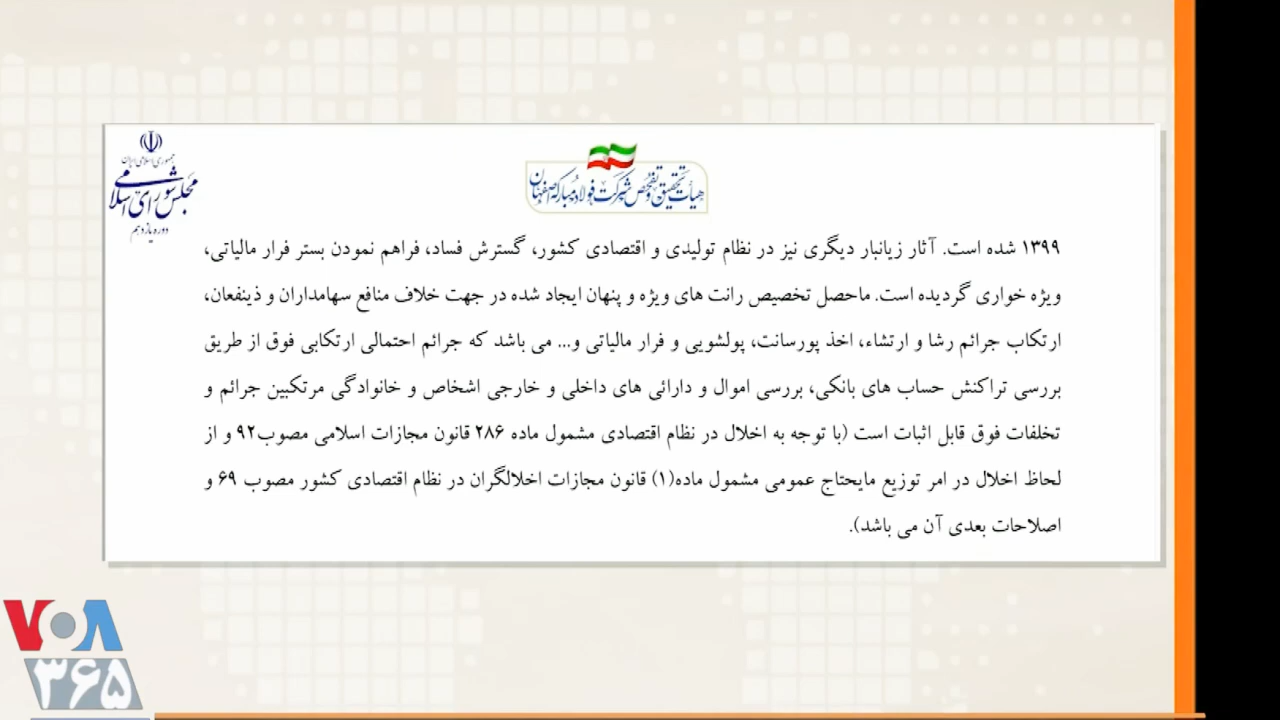 جمهوری اسلامی ایران
مجلس شورای اسلامی
دوره یازدهم
هیأت تحقیق و تفحص شرکت فولاد مبارکه اصفهان
۱۳۹۹ شده است. آثار زیانبار دیگری نیز در نظام تولیدی و اقتصادی کشور، گسترش فساد، فراهم نمودن بستر فرار مالیاتی،
ویژه خواری گردیده است. ماحصل تخصیص رانت های ویژه و پنهان ایجاد شده در جهت خلاف منافع سهامداران و ذینفعان،
ارتکاب جرائم رشا و ارتشاء، اخذ پورسانت، پولشویی و فرار مالیاتی و... می باشد که جرائم احتمالی ارتکابی فوق از طریق
بررسی تراکنش حساب های بانکی، بررسی اموال و دارائی های داخلی و خارجی اشخاص و خانوادگی مرتکبین جرائم و
تخلفات فوق قابل اثبات است (با توجه به اخلال در نظام اقتصادی مشمول ماده ۲۸۶ قانون مجازات اسلامی مصوب۹۲ و از
لحاظ اخلال در امر توزیع مایحتاج عمومی مشمول ماده(۱) قانون مجازات اخلالگران در نظام اقتصادی کشور مصوب ۶۹ و
اصلاحات بعدی آن می باشد).
VOA
۳۶۵